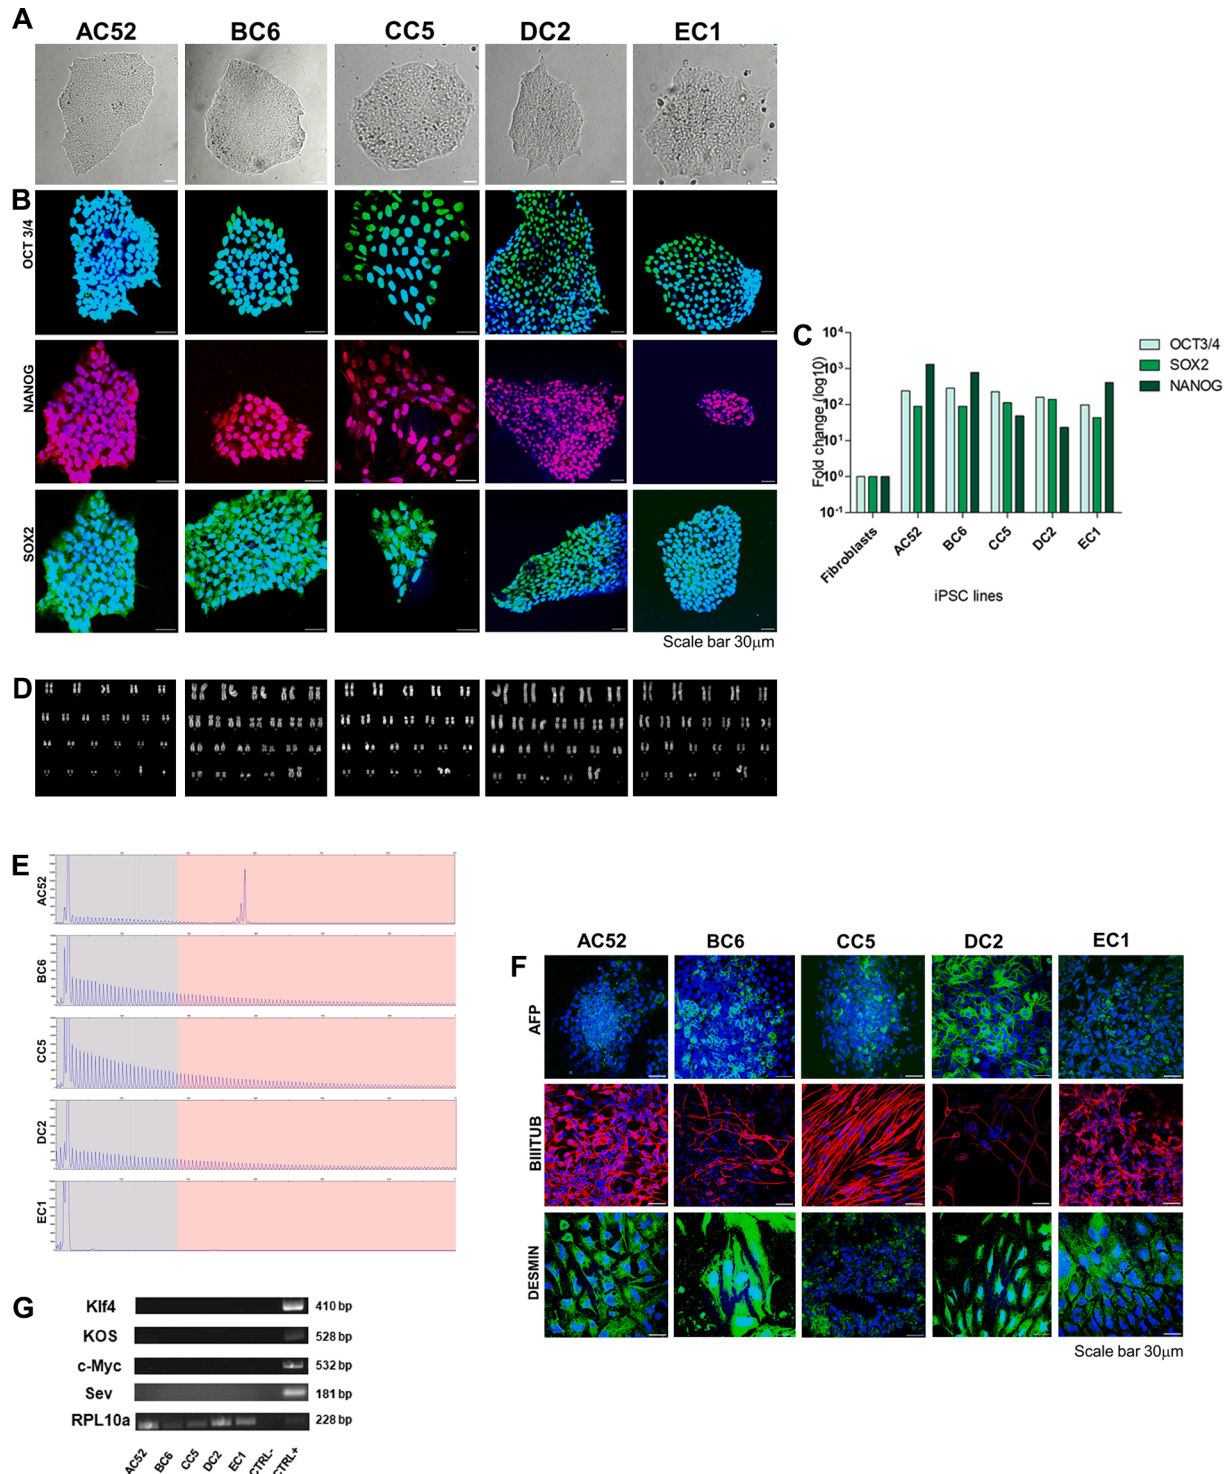 A
AC52 BC6 CC5 DC2 EC1
B
OCT 3/4
NANOG
SOX2
Scale bar 30µm
C
Fold change (log10)
10⁴
10³
10²
10¹
10⁰
10⁻¹
Fibroblasts
AC52
BC6
CC5
DC2
EC1
iPSC lines
OCT3/4
SOX2
NANOG
D
E
AC52
BC6
CC5
DC2
EC1
F
AC52 BC6 CC5 DC2 EC1
AFP
BIIITUB
DESMIN
Scale bar 30µm
G
Klf4 410 bp
KOS 528 bp
c-Myc 532 bp
Sev 181 bp
RPL10a 228 bp
AC52
BC6
CC5
DC2
EC1
CTRL-
CTRL+